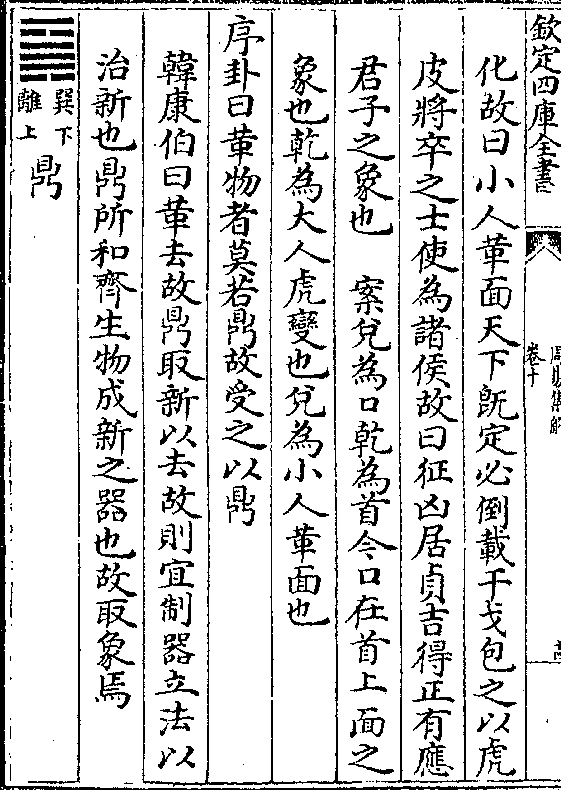 欽定四庫全書
周易集解
卷十
化故曰小人革面天下旣定必倒載干戈包之以虎
皮將卒之士使為諸侯故曰征凶居貞吉得正有應
君子之象也　案兊為口乾為首今口在首上面之
象也乾為大人虎變也兊為小人革面也
序卦曰革物者莫若鼎故受之以鼎
韓康伯曰革去故鼎取新以去故則宜制器立法以
治新也鼎所和齊生物成新之器也故取象焉
巽下
離上
鼎